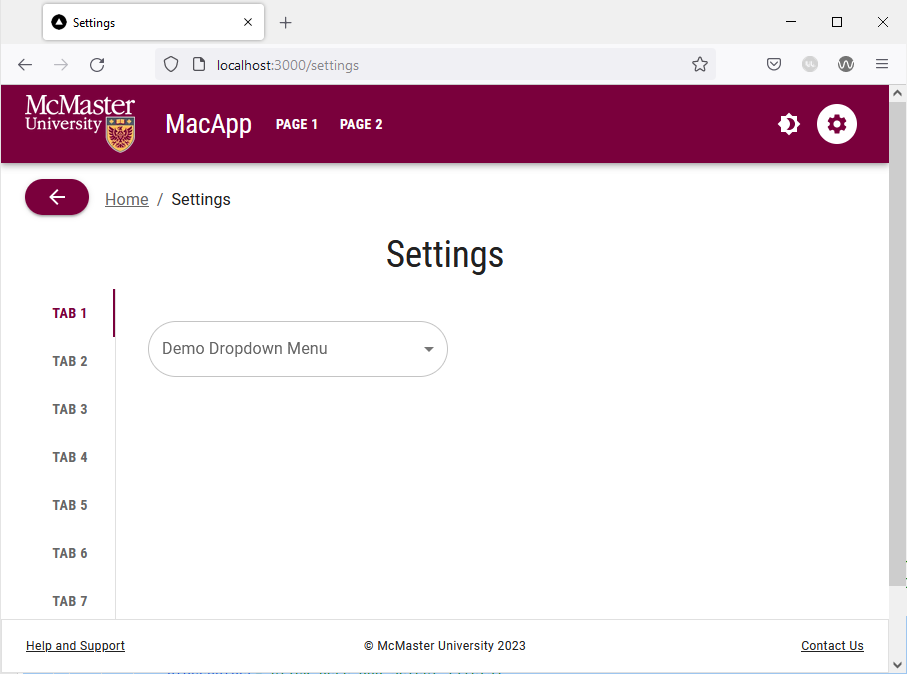 Settings
localhost:3000/settings
McMaster
University
MacApp
PAGE 1
PAGE 2
Home / Settings
Settings
TAB 1
Demo Dropdown Menu
TAB 2
TAB 3
TAB 4
TAB 5
TAB 6
TAB 7
Help and Support
© McMaster University 2023
Contact Us